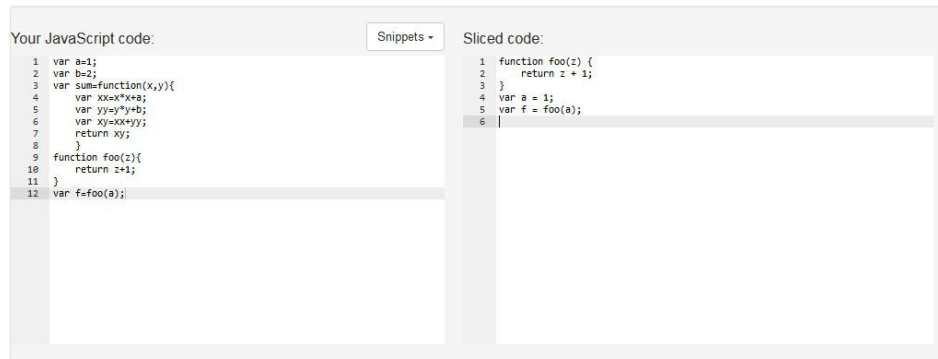 Your JavaScript code:
Snippets
1 var a=1;
2 var b=2;
3 var sum=function(x,y){
4 var xx=x*x+a;
5 var yy=y*y+b;
6 var xy=xx+yy;
7 return xy;
8 }
9 function foo(z){
10 return z+1;
11 }
12 var f=foo(a);
Sliced code:
1 function foo(z) {
2 return z + 1;
3 }
4 var a = 1;
5 var f = foo(a);
6